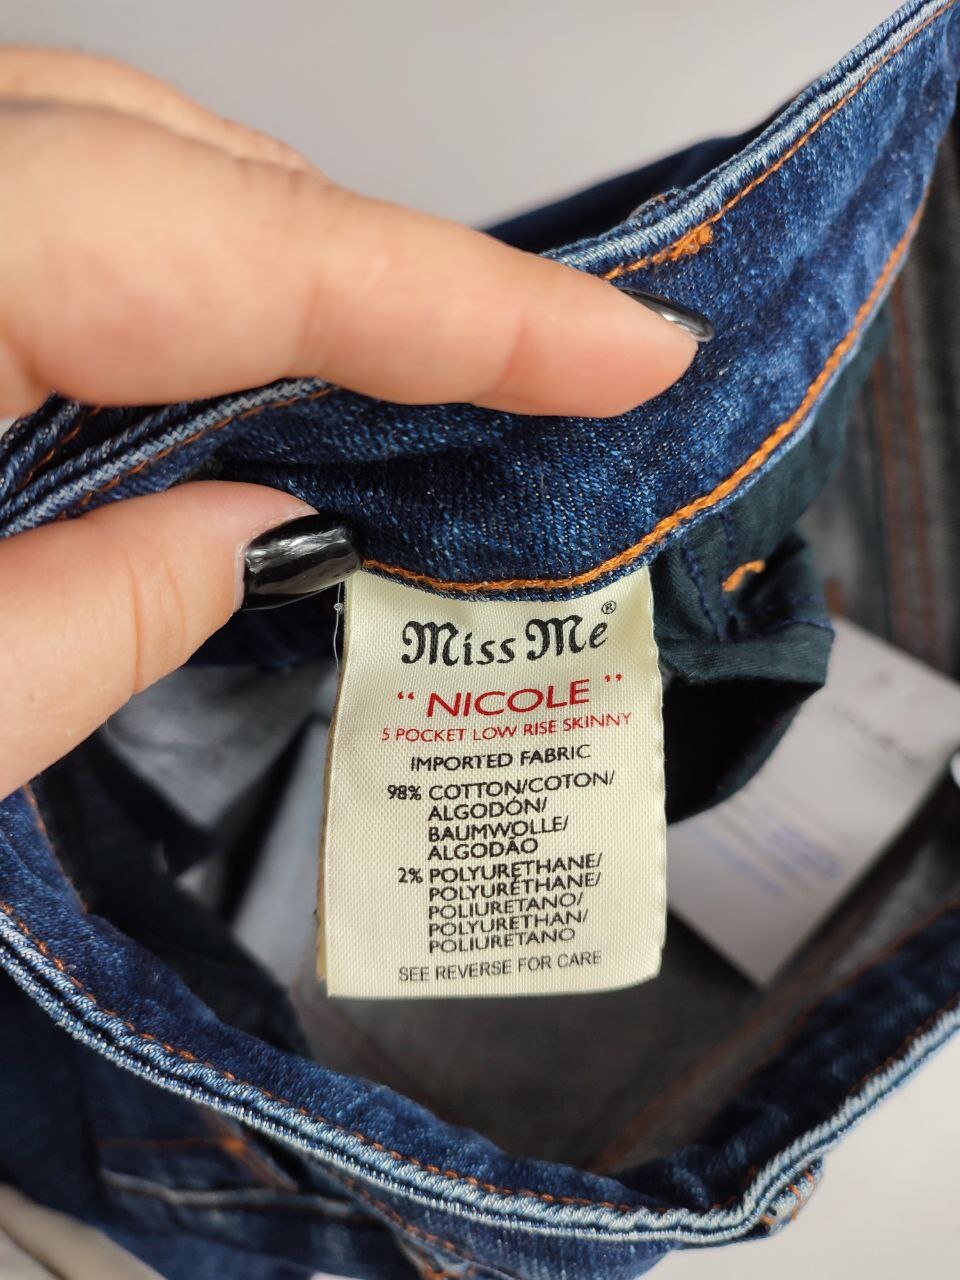 Miss Me®
" NICOLE "
5 POCKET LOW RISE SKINNY
IMPORTED FABRIC
98% COTTON/COTON/
ALGODÓN/
BAUMWOLLE/
ALGODÃO
2% POLYURETHANE/
POLYURÉTHANE/
POLIURETANO/
POLYURETHAN/
POLIURETANO
SEE REVERSE FOR CARE